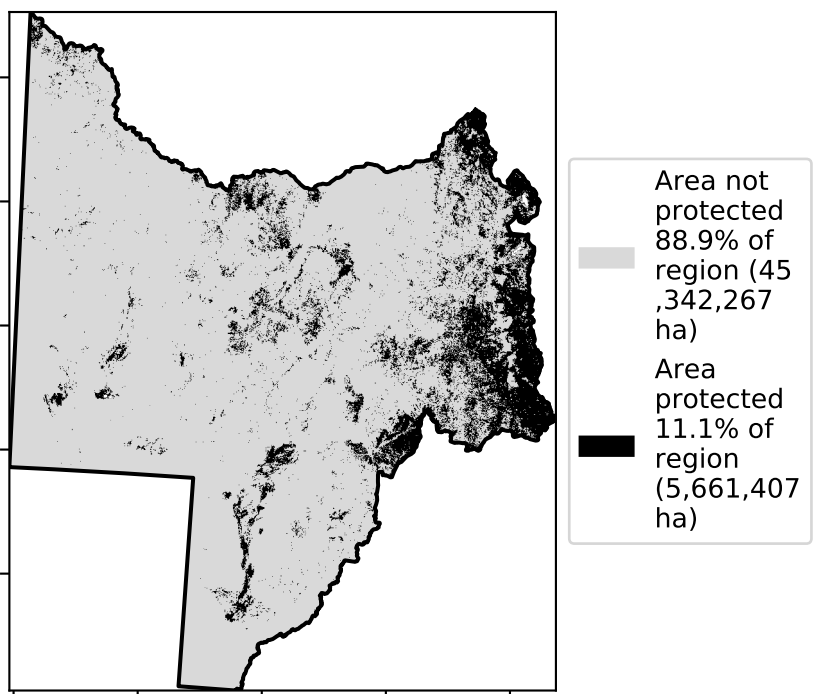 Area not
protected
88.9% of
region (45
,342,267
ha)
Area
protected
11.1% of
region
(5,661,407
ha)